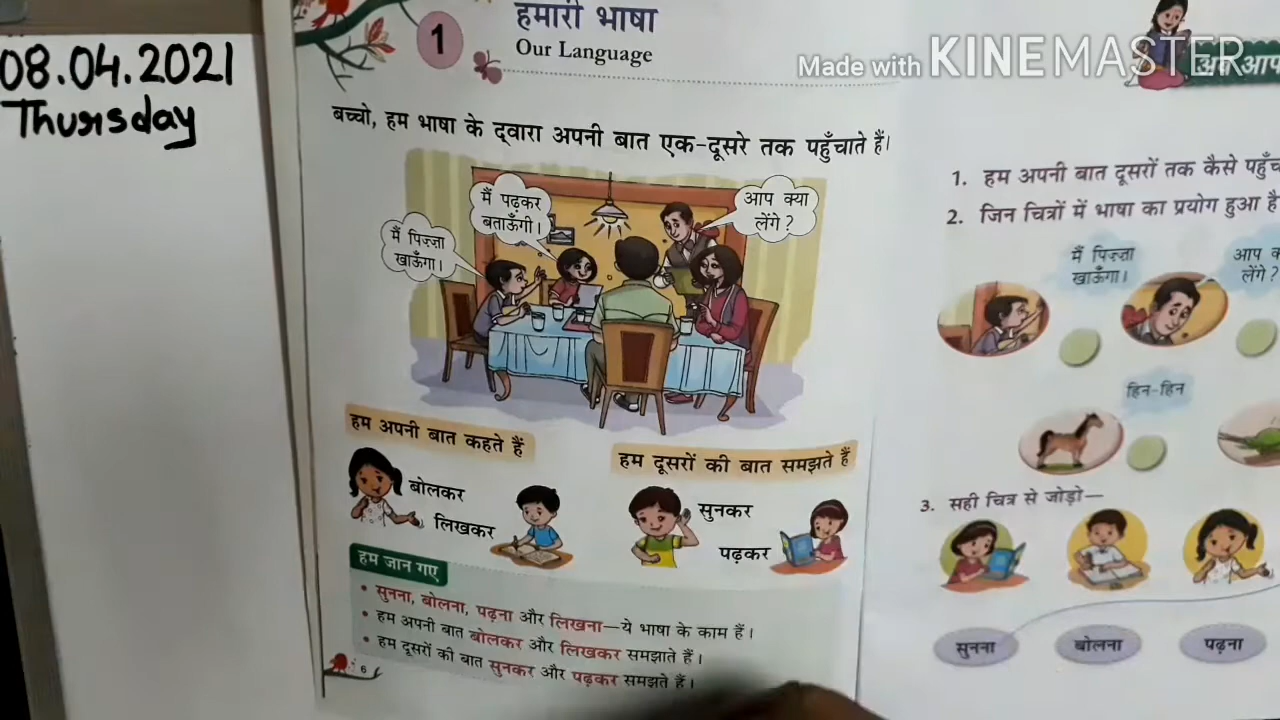 08.04.2021
Thursday
1
हमारी भाषा
Our Language
Made with KINEMASTER
बच्चो, हम भाषा के द्वारा अपनी बात एक-दूसरे तक पहुँचाते हैं।
मैं पिज़्ज़ा
खाऊँगा।
मैं पढ़कर
बताऊँगी।
आप क्या
लेंगे ?
हम अपनी बात कहते हैं
बोलकर
लिखकर
हम दूसरों की बात समझते हैं
सुनकर
पढ़कर
हम जान गए
• सुनना, बोलना, पढ़ना और लिखना—ये भाषा के काम हैं।
• हम अपनी बात बोलकर और लिखकर समझाते हैं।
• हम दूसरों की बात सुनकर और पढ़कर समझते हैं।
6
1. हम अपनी बात दूसरों तक कैसे
2. जिन चित्रों में भाषा का प्रयोग हुआ है
मैं पिज़्ज़ा
खाऊँगा।
आप
लेंगे ?
हिन-हिन
3. सही चित्र से जोड़ो—
सुनना
बोलना
पढ़ना